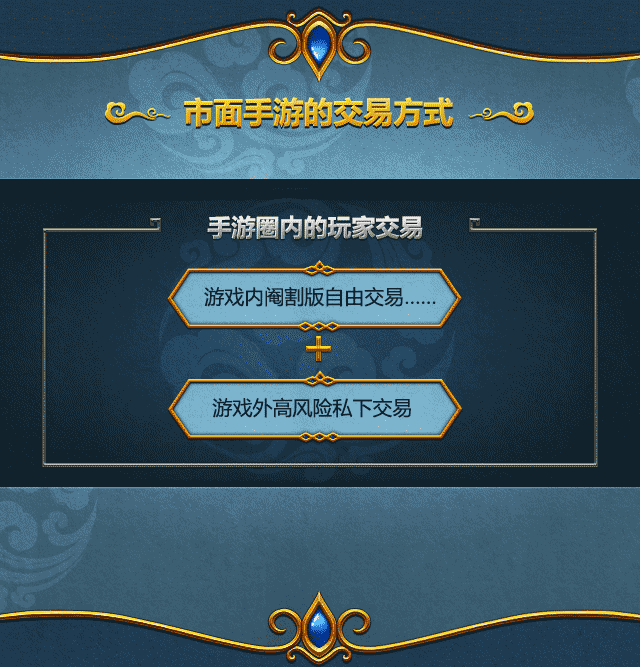 市面手游的交易方式
手游圈内的玩家交易
游戏内阉割版自由交易……
+
游戏外高风险私下交易